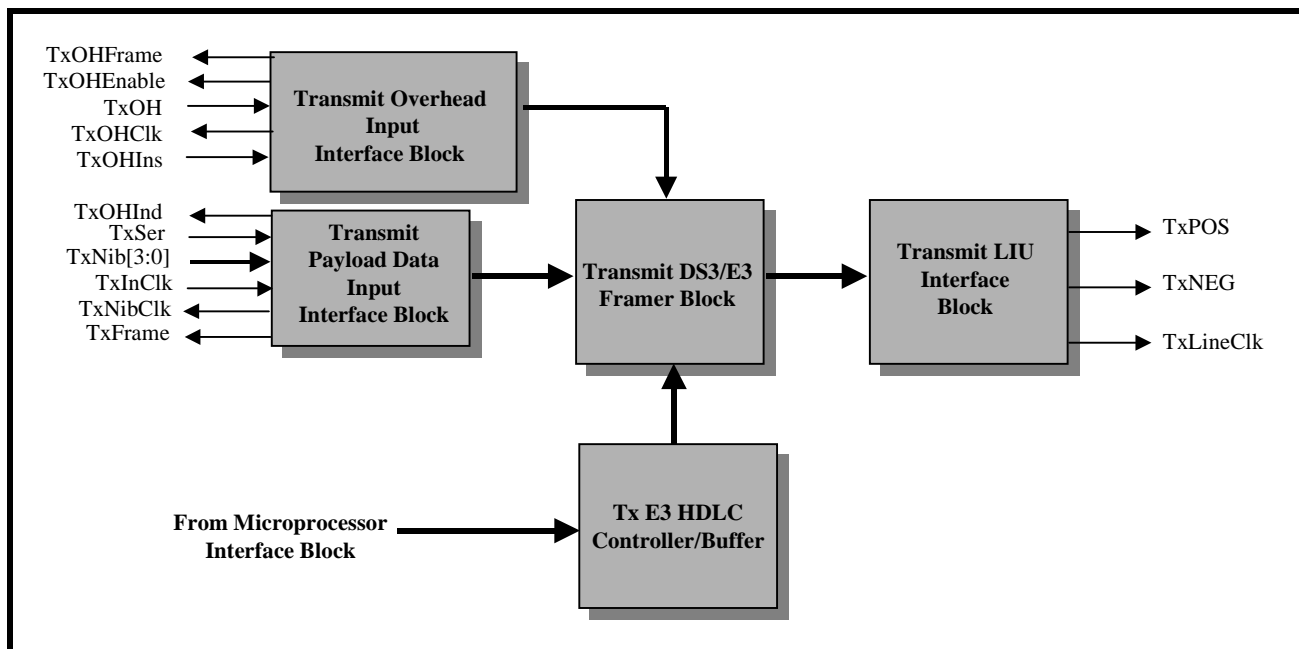 TxOHFrame
TxOHEnable
TxOH
TxOHClk
TxOHIns
Transmit Overhead
Input
Interface Block
TxOHInd
TxSer
TxNib[3:0]
TxInClk
TxNibClk
TxFrame
Transmit
Payload Data
Input
Interface Block
Transmit DS3/E3
Framer Block
Transmit LIU
Interface
Block
TxPOS
TxNEG
TxLineClk
From Microprocessor
Interface Block
Tx E3 HDLC
Controller/Buffer